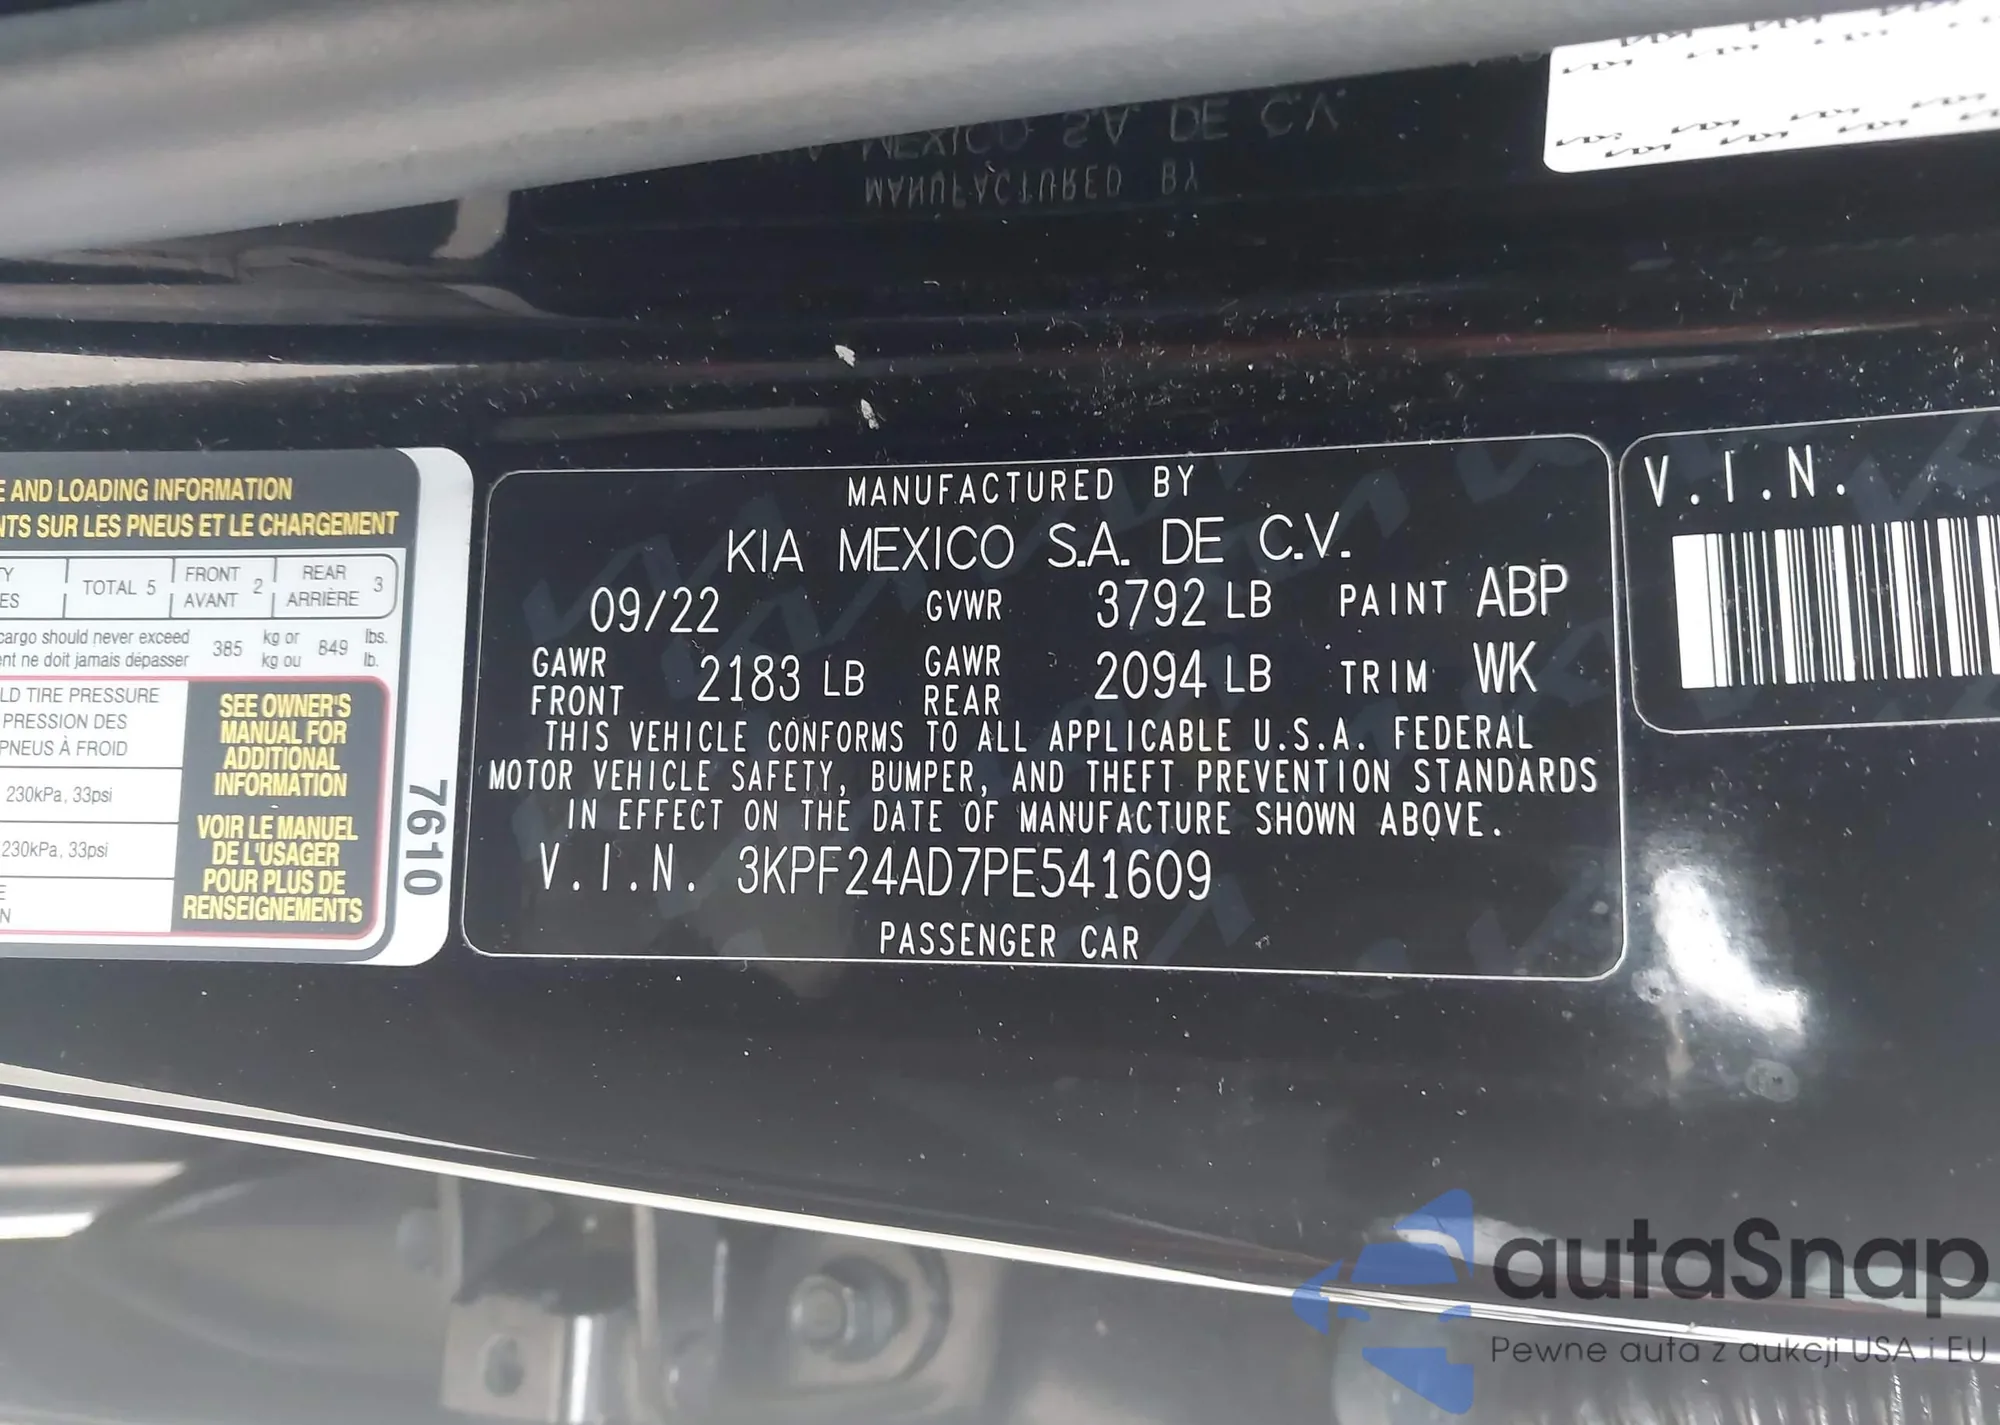 KIA MEXICO S.A. DE C.V.
MANUFACTURED BY
E AND LOADING INFORMATION
NTS SUR LES PNEUS ET LE CHARGEMENT
TY
ES
TOTAL 5
FRONT
AVANT
2
REAR
ARRIÈRE
3
cargo should never exceed
ent ne doit jamais dépasser
385
kg or
kg ou
849
lbs.
lb.
LD TIRE PRESSURE
PRESSION DES
PNEUS À FROID
230kPa, 33psi
230kPa, 33psi
E
N
SEE OWNER'S
MANUAL FOR
ADDITIONAL
INFORMATION
VOIR LE MANUEL
DE L'USAGER
POUR PLUS DE
RENSEIGNEMENTS
7610
MANUFACTURED BY
KIA MEXICO S.A. DE C.V.
09/22 GVWR 3792 LB PAINT ABP
GAWR FRONT 2183 LB GAWR REAR 2094 LB TRIM WK
THIS VEHICLE CONFORMS TO ALL APPLICABLE U.S.A. FEDERAL
MOTOR VEHICLE SAFETY, BUMPER, AND THEFT PREVENTION STANDARDS
IN EFFECT ON THE DATE OF MANUFACTURE SHOWN ABOVE.
V.I.N. 3KPF24AD7PE541609
PASSENGER CAR
V.I.N.
autaSnap
Pewne auta z aukcji USA i EU